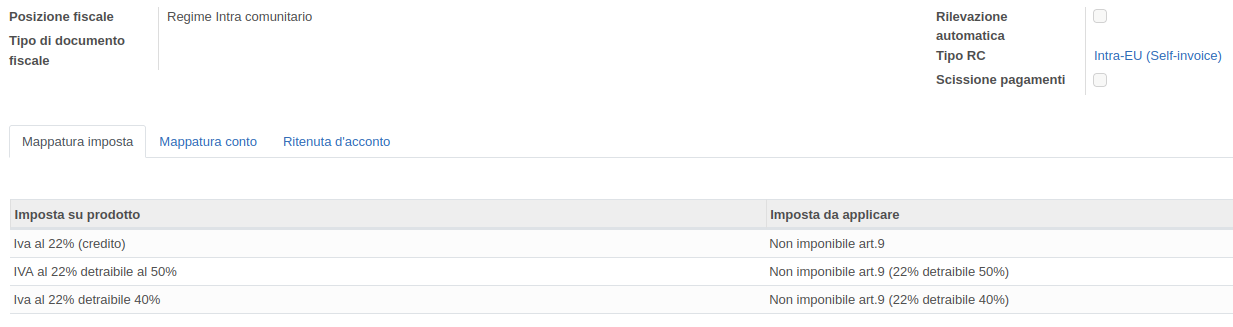 Posizione fiscale
Regime Intra comunitario
Tipo di documento
fiscale
Rilevazione
automatica
Tipo RC
Intra-EU (Self-invoice)
Scissione pagamenti
Mappatura imposta
Mappatura conto
Ritenuta d'acconto
Imposta su prodotto
Imposta da applicare
Iva al 22% (credito)
Non imponibile art.9
IVA al 22% detraibile al 50%
Non imponibile art.9 (22% detraibile 50%)
Iva al 22% detraibile 40%
Non imponibile art.9 (22% detraibile 40%)